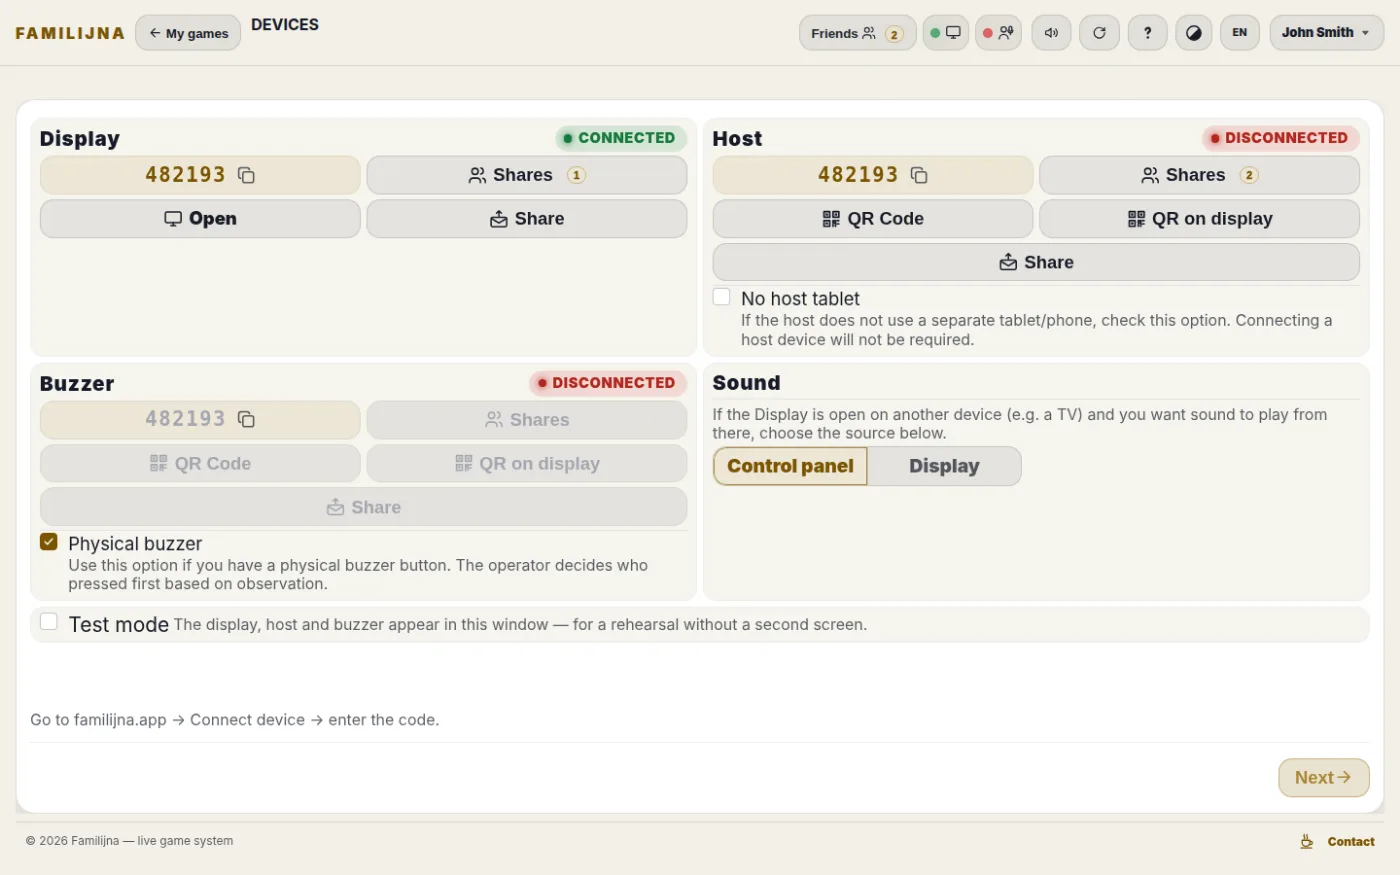 FAMILIJNA
← My games
DEVICES
Friends 2
EN
John Smith
Display
CONNECTED
482193
Shares 1
Open
Share
Host
DISCONNECTED
482193
Shares 2
QR Code
QR on display
Share
No host tablet
If the host does not use a separate tablet/phone, check this option. Connecting a
host device will not be required.
Buzzer
DISCONNECTED
482193
Shares
QR Code
QR on display
Share
Physical buzzer
Use this option if you have a physical buzzer button. The operator decides who
pressed first based on observation.
Sound
If the Display is open on another device (e.g. a TV) and you want sound to play from
there, choose the source below.
Control panel
Display
Test mode The display, host and buzzer appear in this window — for a rehearsal without a second screen.
Go to familijna.app → Connect device → enter the code.
Next →
© 2026 Familijna — live game system
Contact